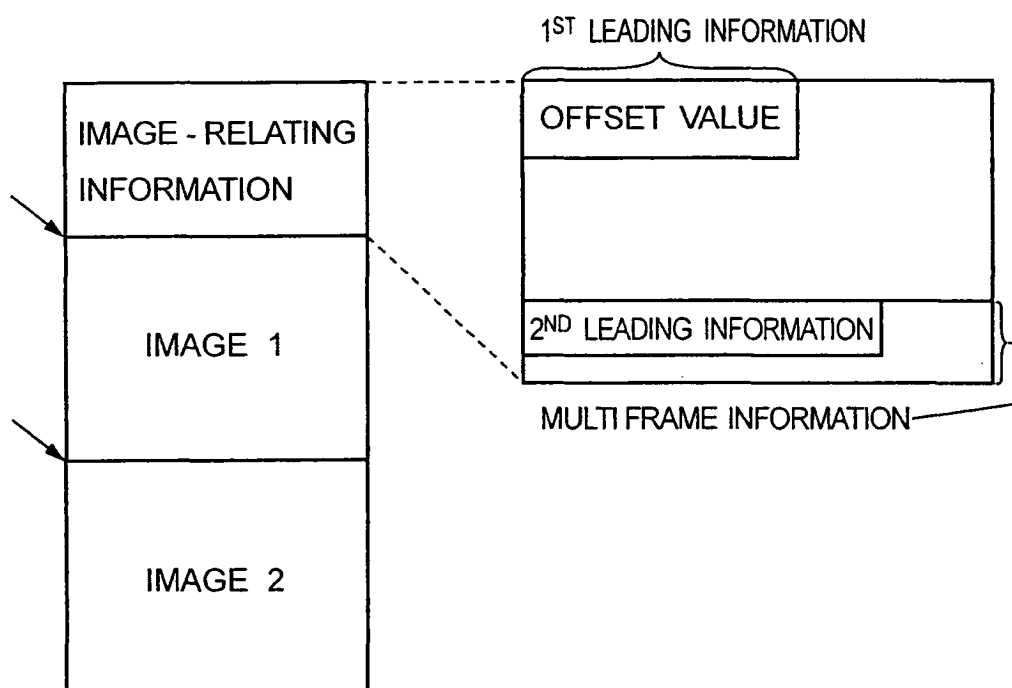 1ST LEADING INFORMATION
OFFSET VALUE
IMAGE - RELATING
INFORMATION
IMAGE 1
2ND LEADING INFORMATION
MULTI FRAME INFORMATION
IMAGE 2